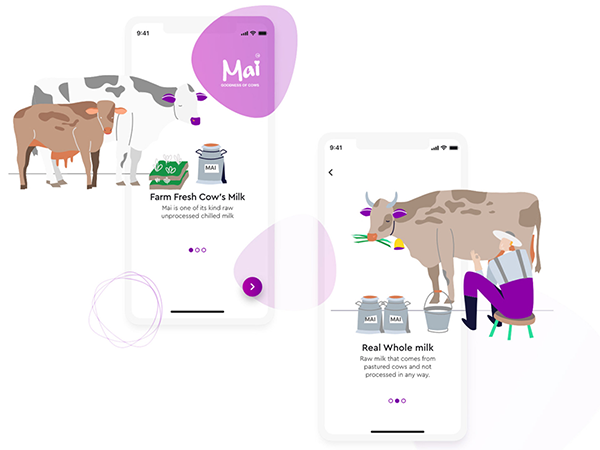 9:41
Mai
GOODNESS OF GOWS
MAI
Farm Fresh Cow's Milk
Mai is one of its kind raw
unprocessed chilled milk
9:41
MAI
MAI
Real Whole milk
Raw milk that comes from
pastured cows and not
processed in any way.